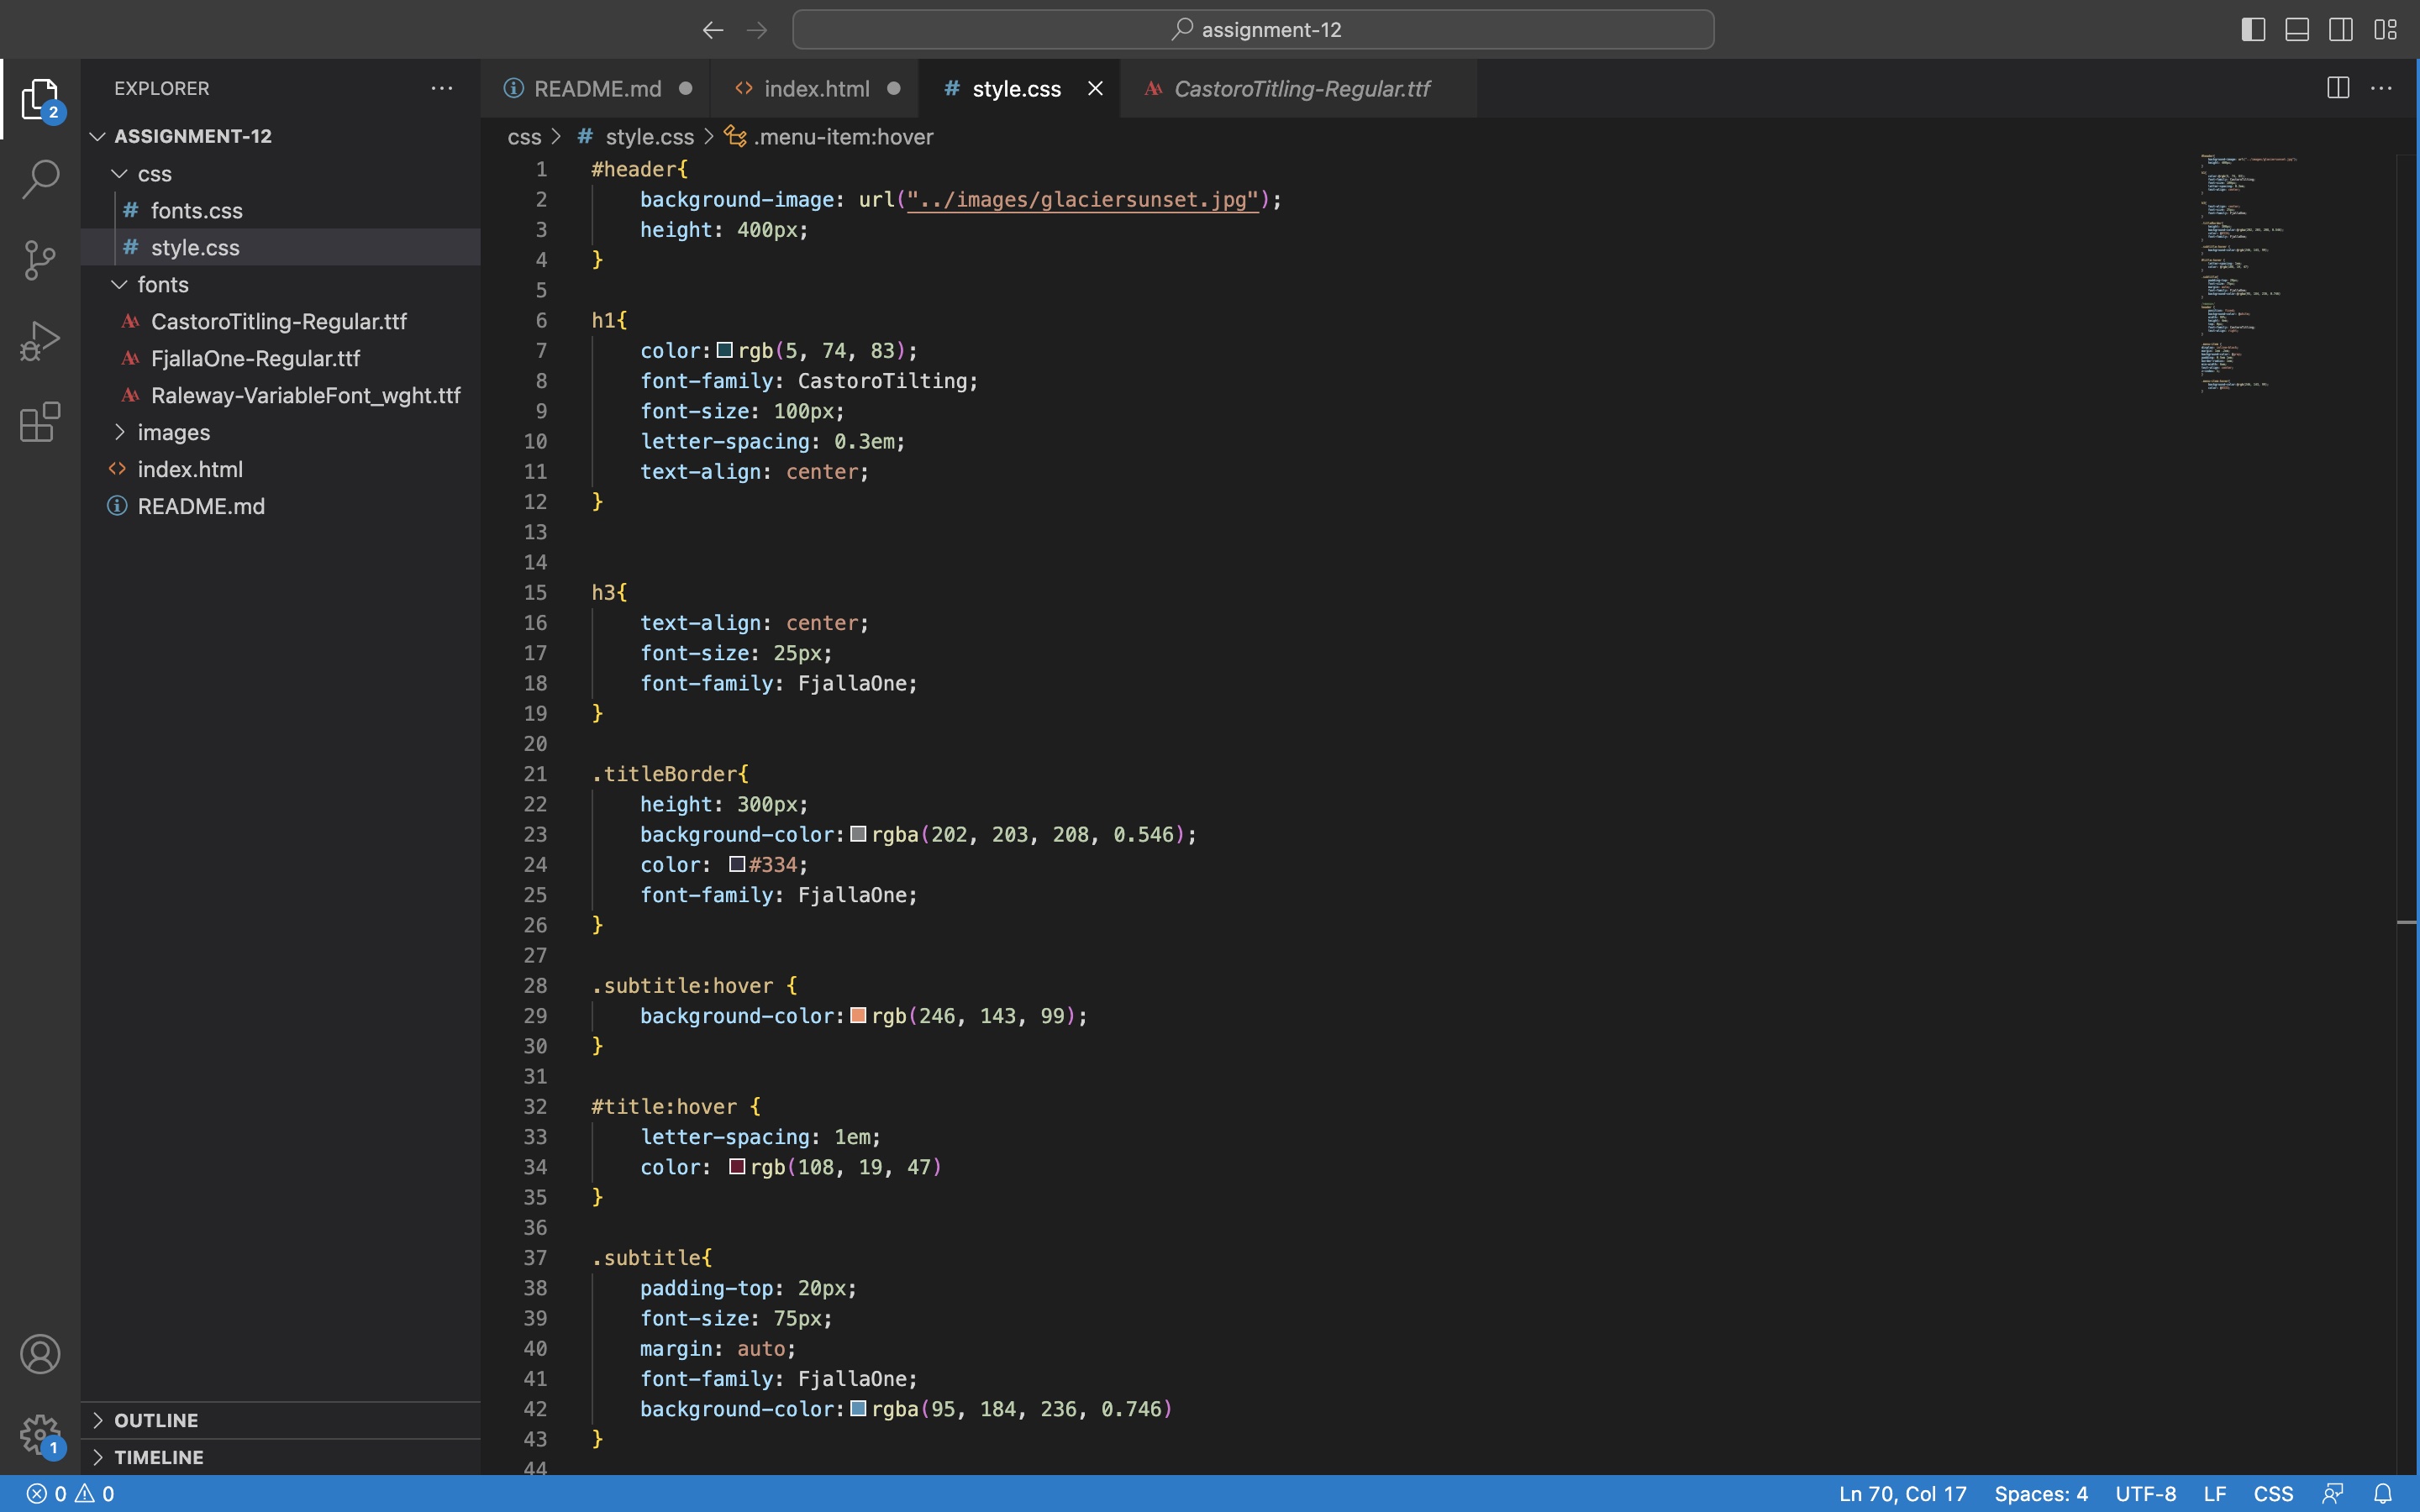 assignment-12
EXPLORER
README.md
index.html
style.css
CastoroTitling-Regular.ttf
2
ASSIGNMENT-12
css
fonts.css
style.css
fonts
CastoroTitling-Regular.ttf
FjallaOne-Regular.ttf
Raleway-VariableFont_wght.ttf
images
index.html
README.md
OUTLINE
TIMELINE
1
css > # style.css > .menu-item:hover
1 #header{
2 background-image: url("../images/glaciersunset.jpg");
3 height: 400px;
4 }
5
6 h1{
7 color: rgb(5, 74, 83);
8 font-family: CastoroTilting;
9 font-size: 100px;
10 letter-spacing: 0.3em;
11 text-align: center;
12 }
13
14
15 h3{
16 text-align: center;
17 font-size: 25px;
18 font-family: FjallaOne;
19 }
20
21 .titleBorder{
22 height: 300px;
23 background-color: rgba(202, 203, 208, 0.546);
24 color: #334;
25 font-family: FjallaOne;
26 }
27
28 .subtitle:hover {
29 background-color: rgb(246, 143, 99);
30 }
31
32 #title:hover {
33 letter-spacing: 1em;
34 color: rgb(108, 19, 47)
35 }
36
37 .subtitle{
38 padding-top: 20px;
39 font-size: 75px;
40 margin: auto;
41 font-family: FjallaOne;
42 background-color: rgba(95, 184, 236, 0.746)
43 }
44
0 0
Ln 70, Col 17 Spaces: 4 UTF-8 LF CSS